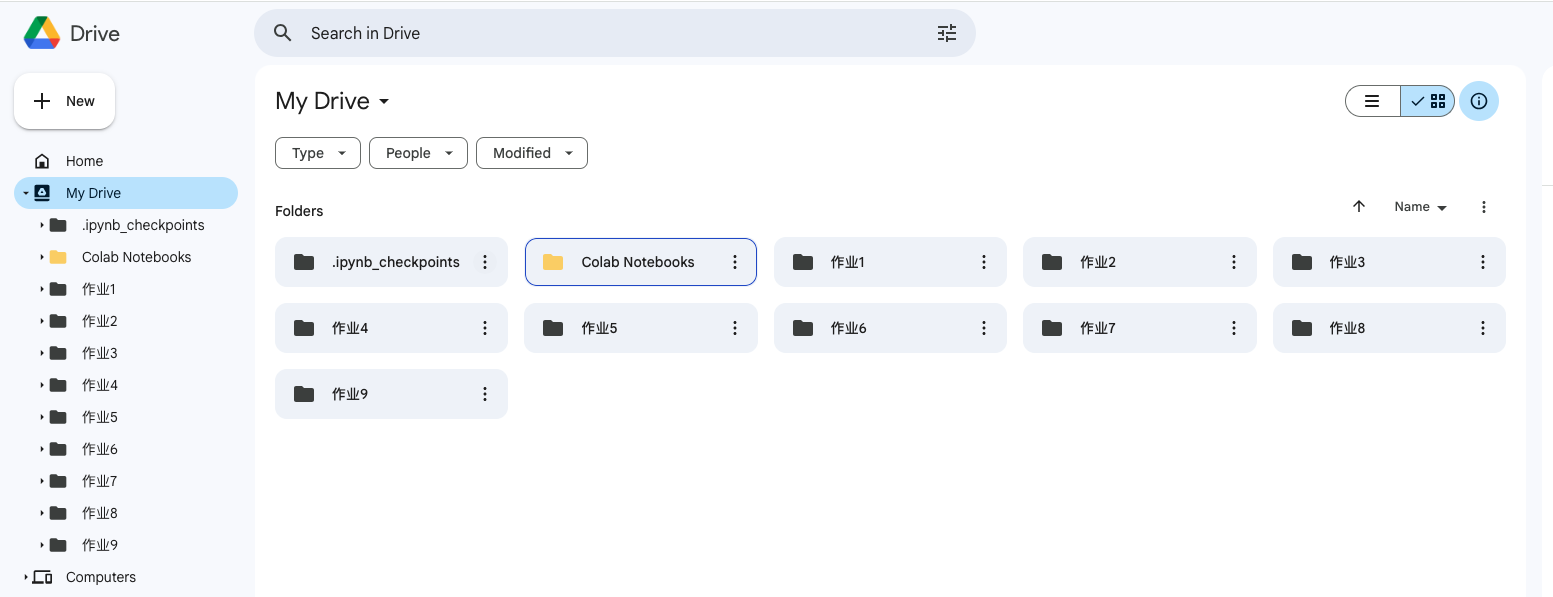 Drive
Search in Drive
New
Home
My Drive
.ipynb_checkpoints
Colab Notebooks
作业1
作业2
作业3
作业4
作业5
作业6
作业7
作业8
作业9
Computers
My Drive
Type People Modified
Folders Name
.ipynb_checkpoints Colab Notebooks 作业1 作业2 作业3
作业4 作业5 作业6 作业7 作业8
作业9